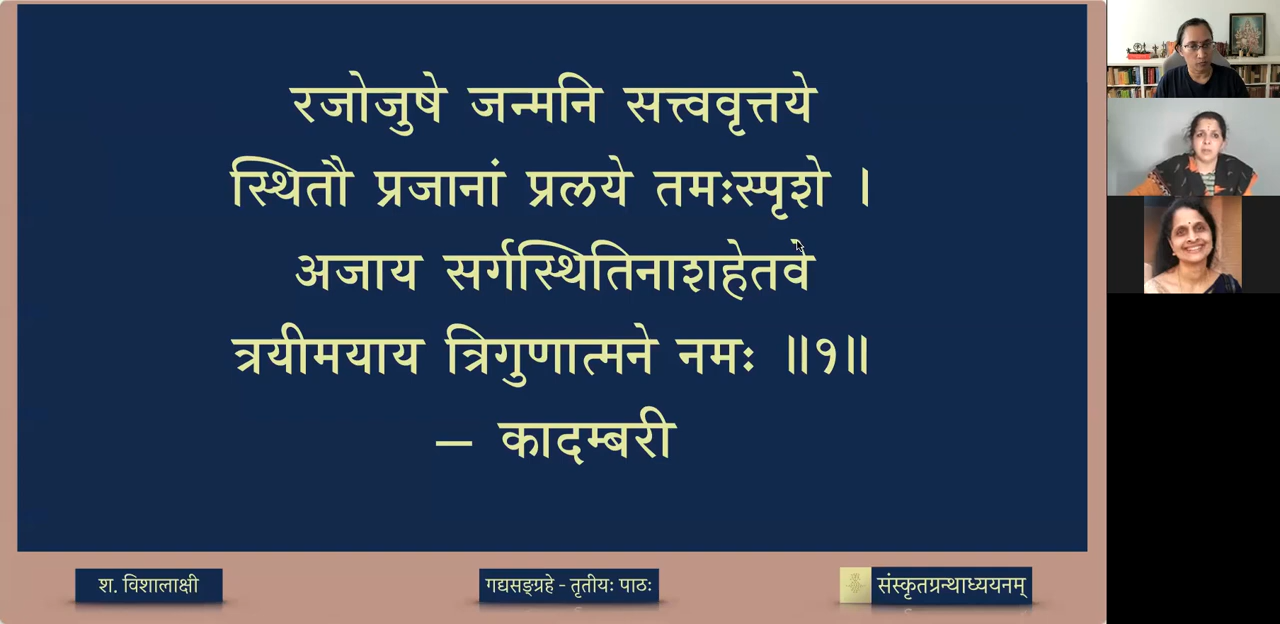 रजोजुषे जन्मनि सत्त्ववृत्तये
स्थितौ प्रजानां प्रलये तमःस्पृशे ।
अजाय सर्गस्थितिनाशहेतवे
त्रयीमयाय त्रिगुणात्मने नमः ॥१॥
– कादम्बरी
श. विशालाक्षी
गद्यसङ्ग्रहे - तृतीयः पाठः
संस्कृतग्रन्थाध्ययनम्